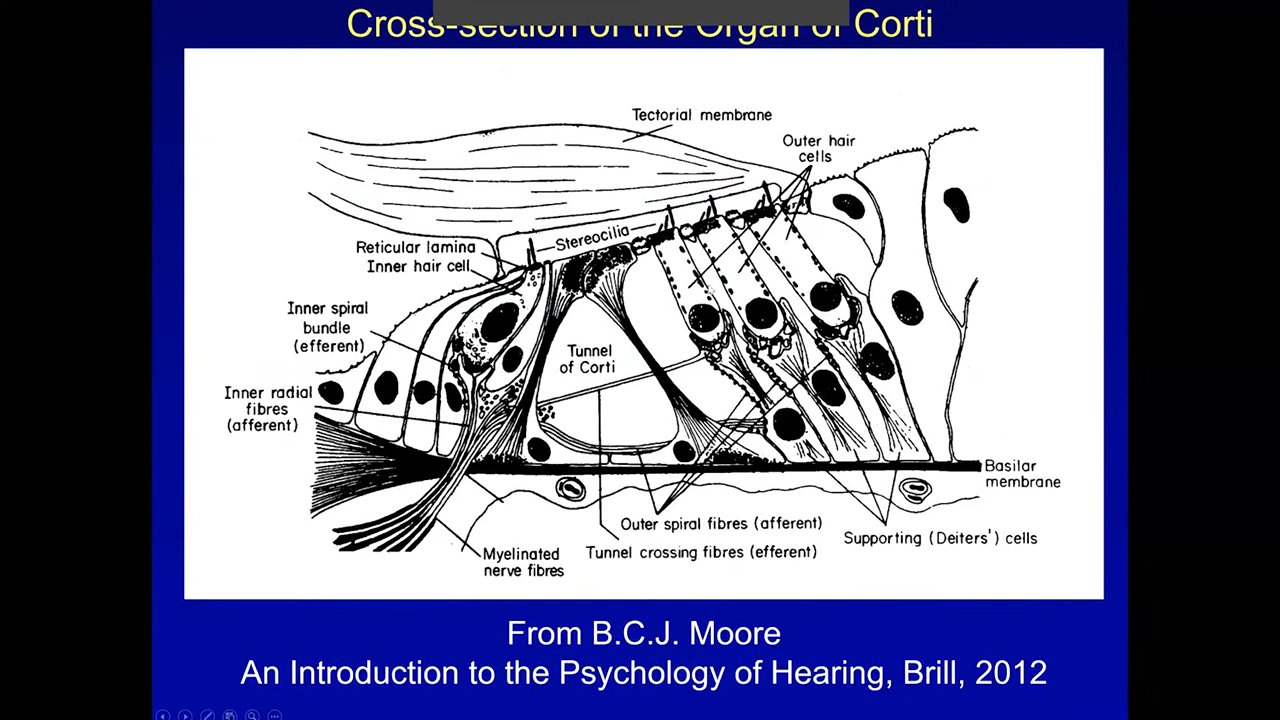 Cross-section of the Organ of Corti
Tectorial membrane
Outer hair
cells
Reticular lamina
Stereocilia
Inner hair cell
Inner spiral
bundle
(efferent)
Tunnel
of Corti
Inner radial
fibres
(afferent)
Basilar
membrane
Outer spiral fibres (afferent)
Supporting (Deiters') cells
Tunnel crossing fibres (efferent)
Myelinated
nerve fibres
From B.C.J. Moore
An Introduction to the Psychology of Hearing, Brill, 2012